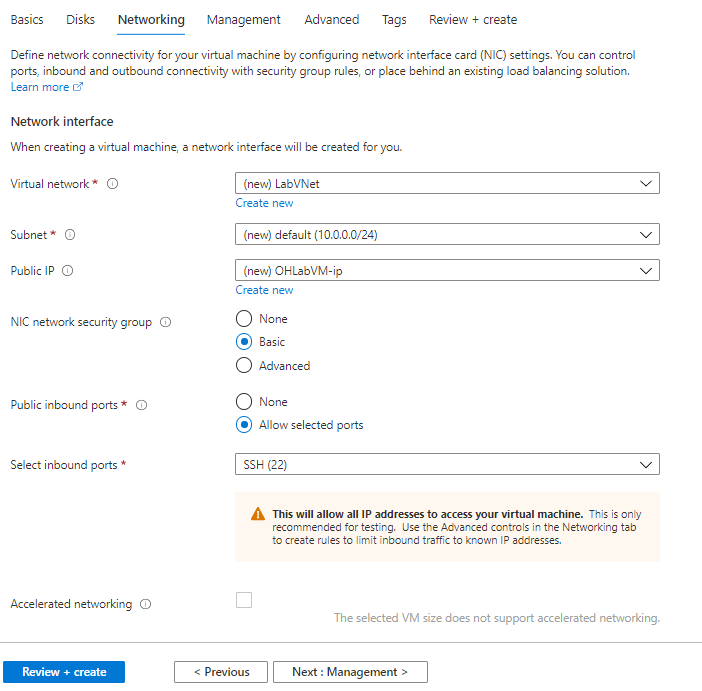 Basics Disks Networking Management Advanced Tags Review + create
Define network connectivity for your virtual machine by configuring network interface card (NIC) settings. You can control
ports, inbound and outbound connectivity with security group rules, or place behind an existing load balancing solution.
Learn more
Network interface
When creating a virtual machine, a network interface will be created for you.
Virtual network *
(new) LabVNet
Create new
Subnet *
(new) default (10.0.0.0/24)
Public IP
(new) OHLabVM-ip
Create new
NIC network security group
None
Basic
Advanced
Public inbound ports *
None
Allow selected ports
Select inbound ports *
SSH (22)
This will allow all IP addresses to access your virtual machine. This is only
recommended for testing. Use the Advanced controls in the Networking tab
to create rules to limit inbound traffic to known IP addresses.
Accelerated networking
The selected VM size does not support accelerated networking.
Review + create < Previous Next : Management >